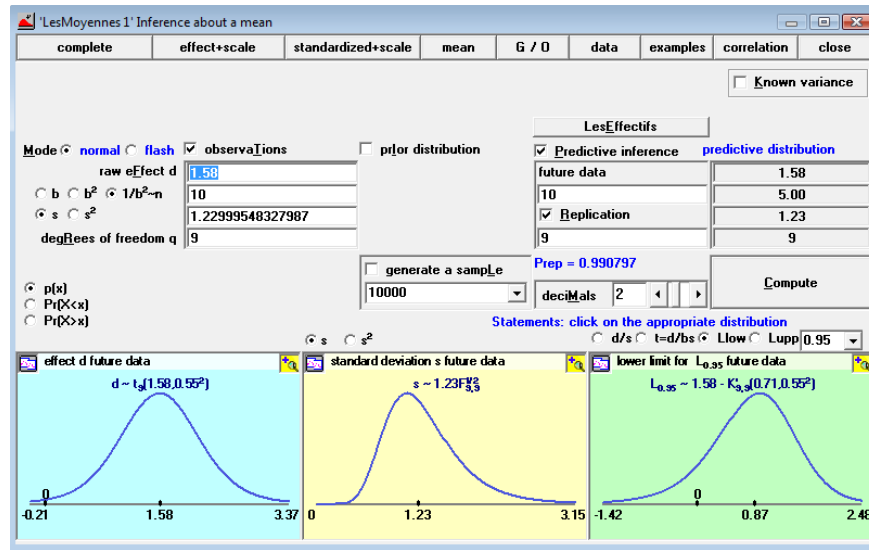 'LesMoyennes 1' Inference about a mean
complete effect+scale standardized+scale mean G / O data examples correlation close
Known variance
LesEffectifs
Mode normal flash observaTions prIor distribution Predictive inference predictive distribution
raw eFfect d 1.58 future data 1.58
b b² 1/b²~n 10 10 5.00
s s² 1.22999548327987 Replication 1.23
degRees of freedom q 9 9 9
generate a sampLe Prep = 0.990797 Compute
p(x)
Pr(X<x) 10000 deciMals 2
Pr(X>x)
Statements: click on the appropriate distribution
s s² d/s t=d/bs Llow Lupp 0.95
effect d future data standard deviation s future data lower limit for L0.95 future data
d ~ t9(1.58,0.55²) s ~ 1.23F½9,9 L0.95 ~ 1.58 - K'9,9(0.71,0.55²)
0 0
-0.21 1.58 3.37 0 1.23 3.15 -1.42 0.87 2.48